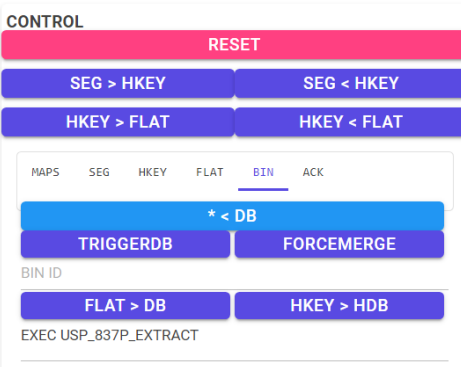 CONTROL
RESET
SEG > HKEY SEG < HKEY
HKEY > FLAT HKEY < FLAT
MAPS SEG HKEY FLAT BIN ACK
* < DB
TRIGGERDB FORCEMERGE
BIN ID
FLAT > DB HKEY > HDB
EXEC USP_837P_EXTRACT